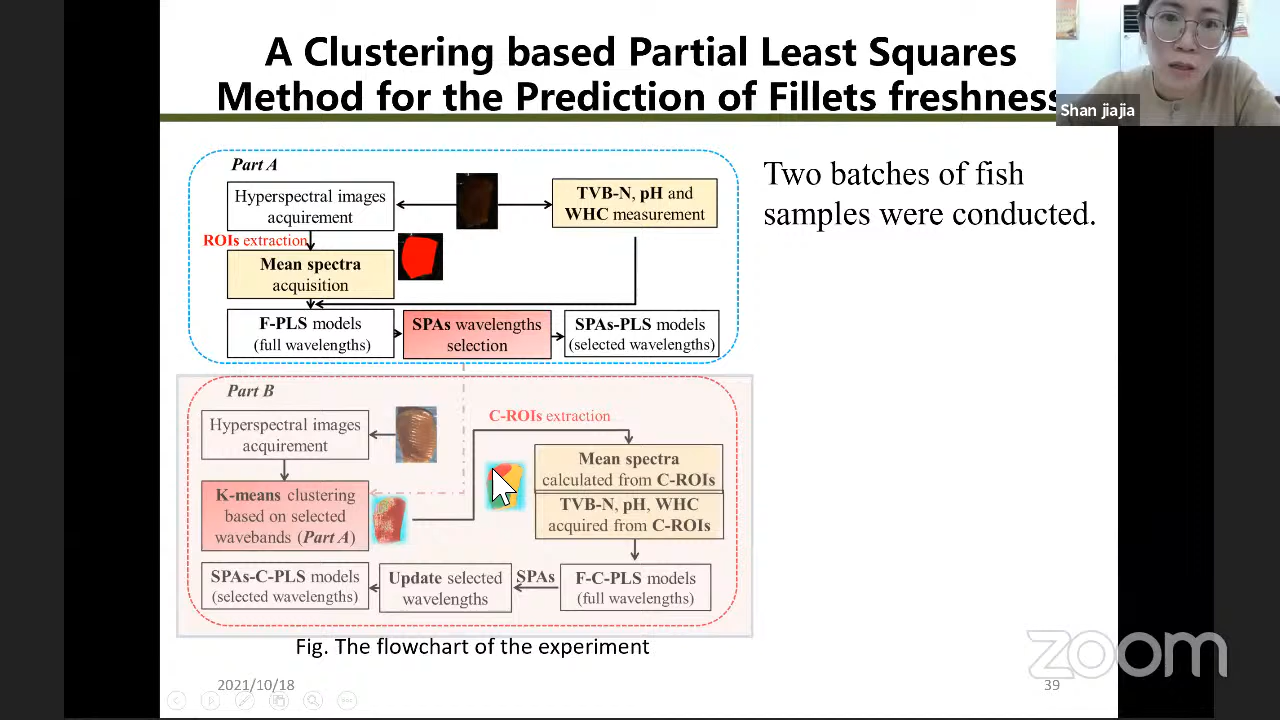 A Clustering based Partial Least Squares
Method for the Prediction of Fillets freshness
Shan jiajia
Part A
Hyperspectral images
acquirement
TVB-N, pH and
WHC measurement
ROIs extraction
Mean spectra
acquisition
F-PLS models
(full wavelengths)
SPAs wavelengths
selection
SPAs-PLS models
(selected wavelengths)
Two batches of fish
samples were conducted.
Part B
Hyperspectral images
acquirement
C-ROIs extraction
Mean spectra
calculated from C-ROIs
TVB-N, pH, WHC
acquired from C-ROIs
K-means clustering
based on selected
wavebands (Part A)
SPAs-C-PLS models
(selected wavelengths)
Update selected
wavelengths
SPAs
F-C-PLS models
(full wavelengths)
Fig. The flowchart of the experiment
2021/10/18
39
zoom